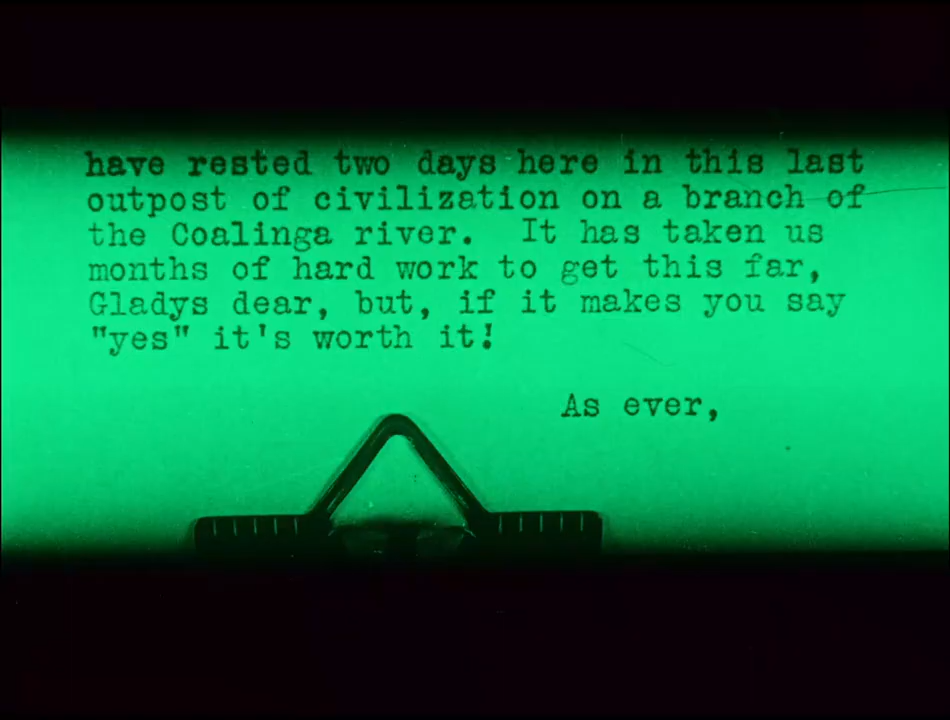 have rested two days here in this last
outpost of civilization on a branch of
the Coalinga river.  It has taken us
months of hard work to get this far,
Gladys dear, but, if it makes you say
"yes" it's worth it!
As ever,